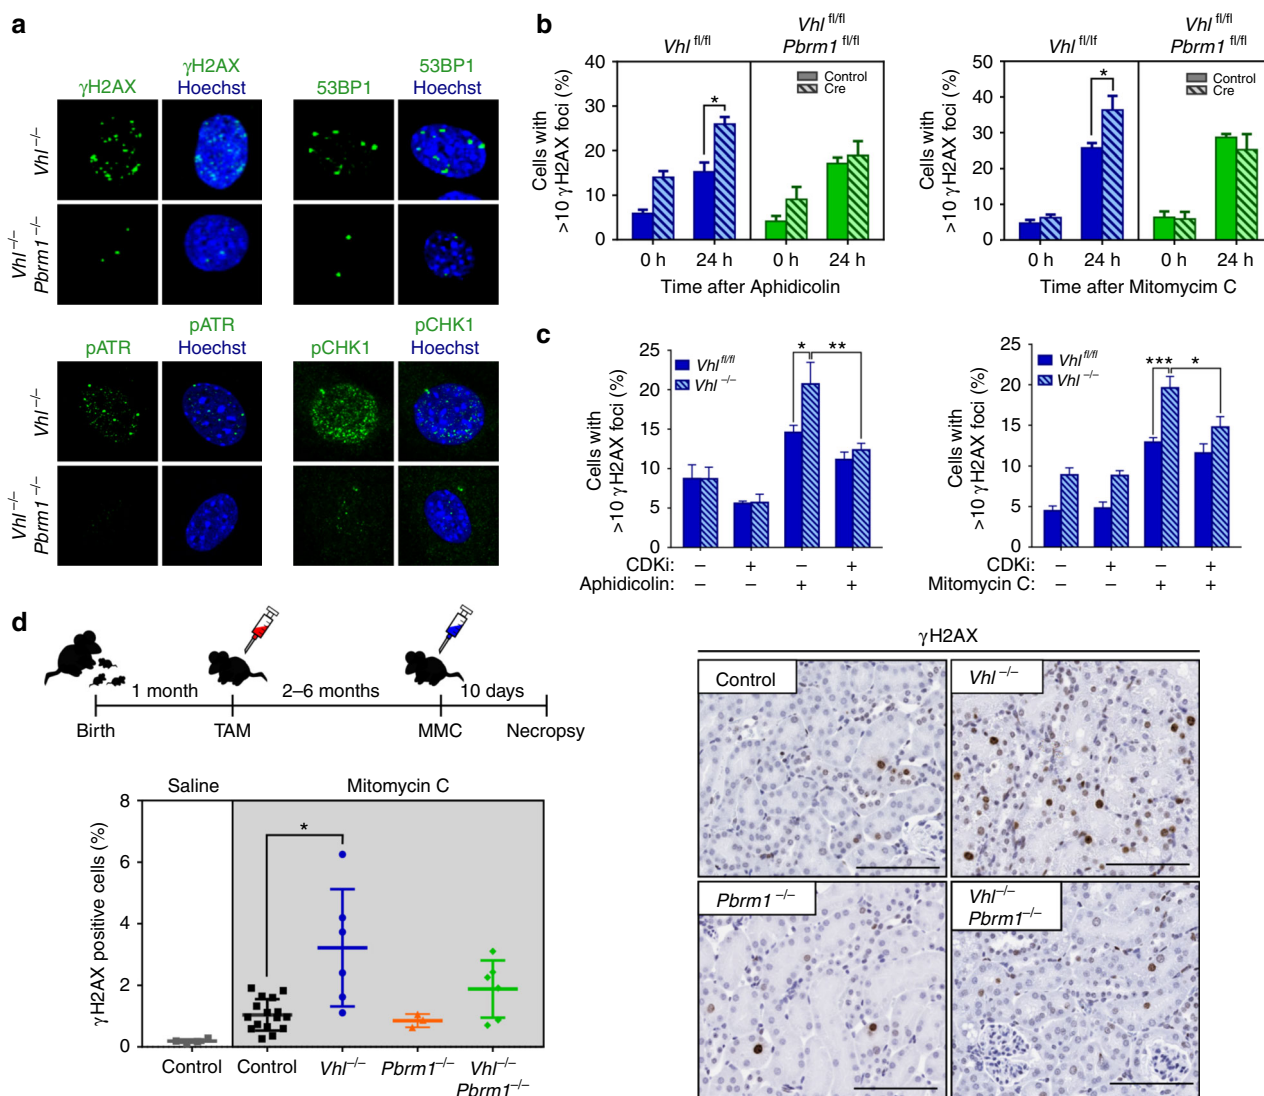 a
γH2AX
γH2AX
Hoechst
53BP1
53BP1
Hoechst
Vhl –/–
Vhl –/–
Pbrm1 –/–
pATR
pATR
Hoechst
pCHK1
pCHK1
Hoechst
Vhl –/–
Vhl –/–
Pbrm1 –/–
b
Vhl fl/fl
Vhl fl/fl
Pbrm1 fl/fl
Control
Cre
*
Cells with
>10 γH2AX foci (%)
40
30
20
10
0
0 h
24 h
0 h
24 h
Time after Aphidicolin
Vhl fl/lf
Vhl fl/fl
Pbrm1 fl/fl
Control
Cre
*
Cells with
>10 γH2AX foci (%)
50
40
30
20
10
0
0 h
24 h
0 h
24 h
Time after Mitomycim C
c
Vhl fl/fl
Vhl –/–
*
**
Cells with
>10 γH2AX foci (%)
25
20
15
10
5
0
CDKi: – + – +
Aphidicolin: – – + +
Vhl fl/fl
Vhl –/–
***
*
Cells with
>10 γH2AX foci (%)
25
20
15
10
5
0
CDKi: – + – +
Mitomycin C: – – + +
d
1 month
2–6 months
10 days
Birth
TAM
MMC
Necropsy
Saline
Mitomycin C
*
γH2AX positive cells (%)
8
6
4
2
0
Control
Control
Vhl –/–
Pbrm1 –/–
Vhl –/–
Pbrm1 –/–
γH2AX
Control
Vhl –/–
Pbrm1 –/–
Vhl –/–
Pbrm1 –/–